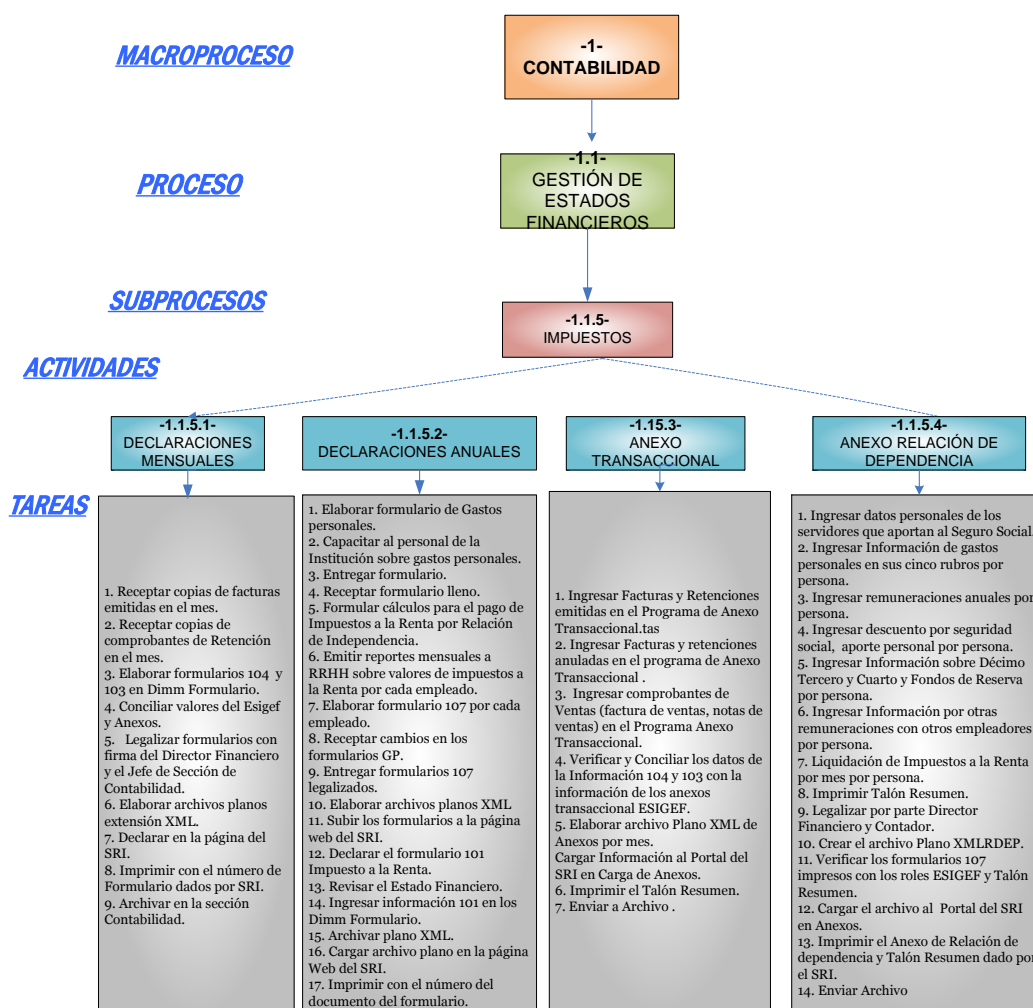 MACROPROCESO
-1-
CONTABILIDAD
PROCESO
-1.1-
GESTIÓN DE
ESTADOS
FINANCIEROS
SUBPROCESOS
-1.1.5-
IMPUESTOS
ACTIVIDADES
-1.1.5.1-
DECLARACIONES
MENSUALES
-1.1.5.2-
DECLARACIONES ANUALES
-1.15.3-
ANEXO
TRANSACCIONAL
-1.1.5.4-
ANEXO RELACIÓN DE
DEPENDENCIA
TAREAS
1. Receptar copias de facturas
emitidas en el mes.
2. Receptar copias de
comprobantes de Retención
en el mes.
3. Elaborar formularios 104 y
103 en Dimm Formulario.
4. Conciliar valores del Esigef
y Anexos.
5. Legalizar formularios con
firma del Director Financiero
y el Jefe de Sección de
Contabilidad.
6. Elaborar archivos planos
extensión XML.
7. Declarar en la página del
SRI.
8. Imprimir con el número de
Formulario dados por SRI.
9. Archivar en la sección
Contabilidad.
1. Elaborar formulario de Gastos
personales.
2. Capacitar al personal de la
Institución sobre gastos personales.
3. Entregar formulario.
4. Receptar formulario lleno.
5. Formular cálculos para el pago de
Impuestos a la Renta por Relación
de Independencia.
6. Emitir reportes mensuales a
RRHH sobre valores de impuestos a
la Renta por cada empleado.
7. Elaborar formulario 107 por cada
empleado.
8. Receptar cambios en los
formularios GP.
9. Entregar formularios 107
legalizados.
10. Elaborar archivos planos XML
11. Subir los formularios a la página
web del SRI.
12. Declarar el formulario 101
Impuesto a la Renta.
13. Revisar el Estado Financiero.
14. Ingresar información 101 en los
Dimm Formulario.
15. Archivar plano XML.
16. Cargar archivo plano en la página
Web del SRI.
17. Imprimir con el número del
documento del formulario.
1. Ingresar Facturas y Retenciones
emitidas en el Programa de Anexo
Transaccional.tas
2. Ingresar Facturas y retenciones
anuladas en el programa de Anexo
Transaccional .
3. Ingresar comprobantes de
Ventas (factura de ventas, notas de
ventas) en el Programa Anexo
Transaccional.
4. Verificar y Conciliar los datos de
la Información 104 y 103 con la
información de los anexos
transaccional ESIGEF.
5. Elaborar archivo Plano XML de
Anexos por mes.
Cargar Información al Portal del
SRI en Carga de Anexos.
6. Imprimir el Talón Resumen.
7. Enviar a Archivo .
1. Ingresar datos personales de los
servidores que aportan al Seguro Social.
2. Ingresar Información de gastos
personales en sus cinco rubros por
persona.
3. Ingresar remuneraciones anuales por
persona.
4. Ingresar descuento por seguridad
social, aporte personal por persona.
5. Ingresar Información sobre Décimo
Tercero y Cuarto y Fondos de Reserva
por persona.
6. Ingresar Información por otras
remuneraciones con otros empleadores
por persona.
7. Liquidación de Impuestos a la Renta
por mes por persona.
8. Imprimir Talón Resumen.
9. Legalizar por parte Director
Financiero y Contador.
10. Crear el archivo Plano XMLRDEP.
11. Verificar los formularios 107
impresos con los roles ESIGEF y Talón
Resumen.
12. Cargar el archivo al Portal del SRI
en Anexos.
13. Imprimir el Anexo de Relación de
dependencia y Talón Resumen dado por
el SRI.
14. Enviar Archivo